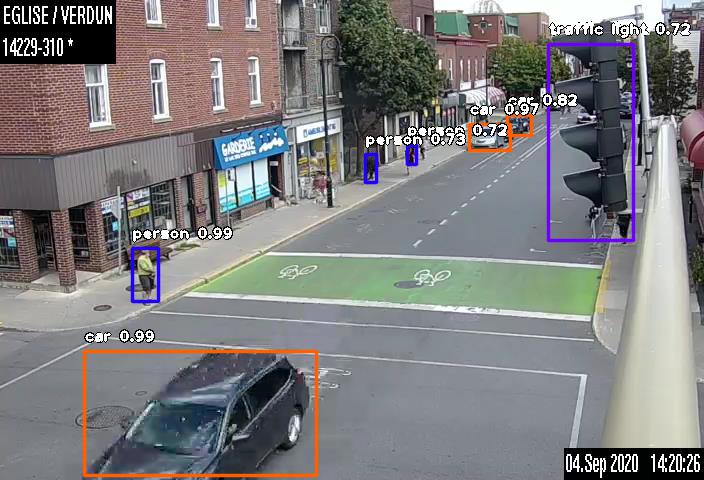 EGLISE / VERDUN
14229-310 *
traffic light 0.72
car 0.97
car 0.82
person 0.73
person 0.72
GARDERIE
person 0.99
car 0.99
04.Sep 2020 14:20:26